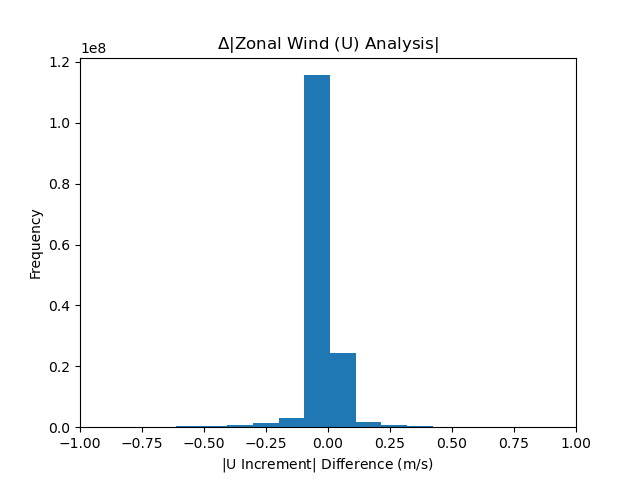 Δ|Zonal Wind (U) Analysis|
1e8
1.2
1.0
0.8
0.6
0.4
0.2
0.0
Frequency
−1.00 −0.75 −0.50 −0.25 0.00 0.25 0.50 0.75 1.00
|U Increment| Difference (m/s)